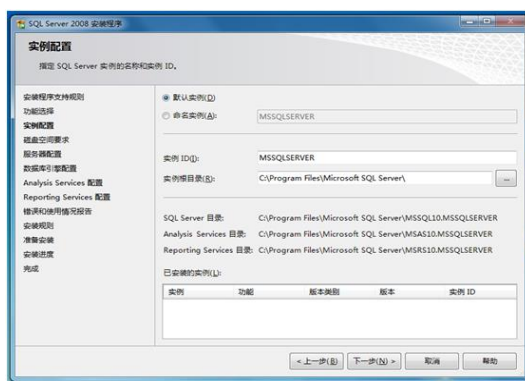 SQL Server 2008 安装程序
实例配置
指定 SQL Server 实例的名称和实例 ID。
安装程序支持规则
功能选择
实例配置
磁盘空间要求
服务器配置
数据库引擎配置
Analysis Services 配置
Reporting Services 配置
错误和使用情况报告
安装规则
准备安装
安装进度
完成
默认实例(D)
命名实例(A):
MSSQLSERVER
实例 ID(I):
MSSQLSERVER
实例根目录(R):
C:\Program Files\Microsoft SQL Server\
...
SQL Server 目录: C:\Program Files\Microsoft SQL Server\MSSQL10.MSSQLSERVER
Analysis Services 目录: C:\Program Files\Microsoft SQL Server\MSAS10.MSSQLSERVER
Reporting Services 目录: C:\Program Files\Microsoft SQL Server\MSRS10.MSSQLSERVER
已安装的实例(L):
实例 功能 版本类别 版本 实例 ID
< 上一步(B) 下一步(N) > 取消 帮助